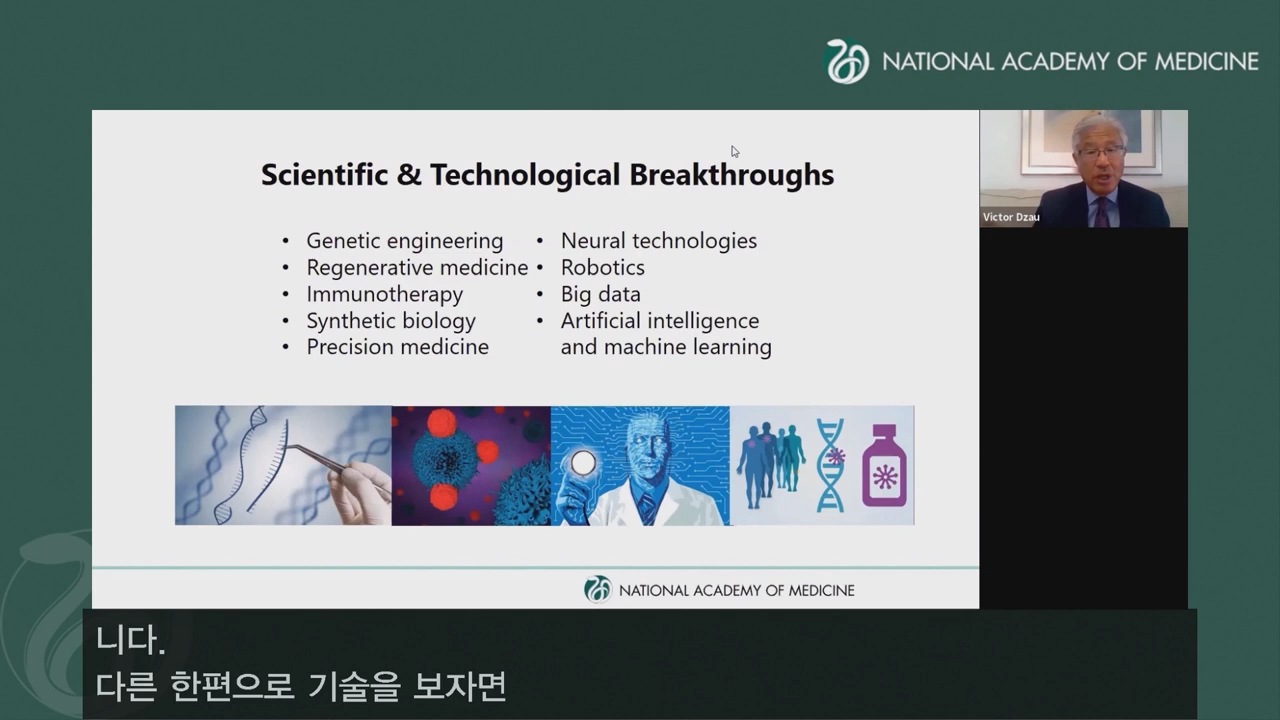 NATIONAL ACADEMY OF MEDICINE
Scientific & Technological Breakthroughs
• Genetic engineering
• Regenerative medicine
• Immunotherapy
• Synthetic biology
• Precision medicine
• Neural technologies
• Robotics
• Big data
• Artificial intelligence
and machine learning
Victor Dzau
NATIONAL ACADEMY OF MEDICINE
니다.
다른 한편으로 기술을 보자면